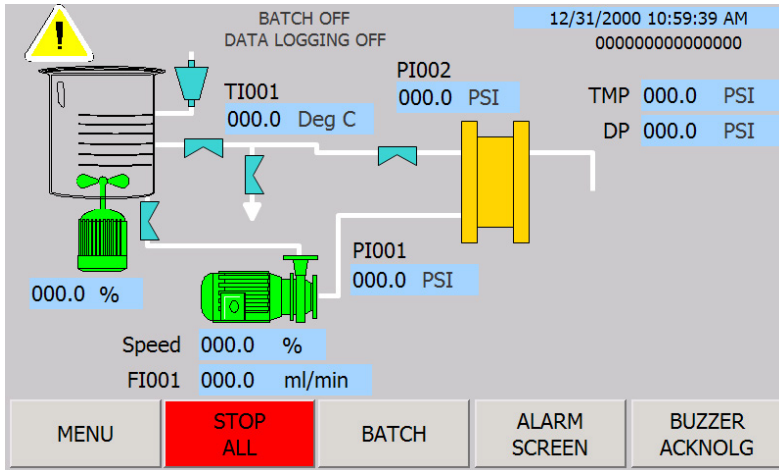 BATCH OFF
12/31/2000 10:59:39 AM
DATA LOGGING OFF
000000000000000
!
PI002
TI001
000.0 PSI
TMP 000.0 PSI
000.0 Deg C
DP 000.0 PSI
PI001
000.0 PSI
000.0 %
Speed 000.0 %
FI001 000.0 ml/min
MENU
STOP
ALL
BATCH
ALARM
SCREEN
BUZZER
ACKNOLG